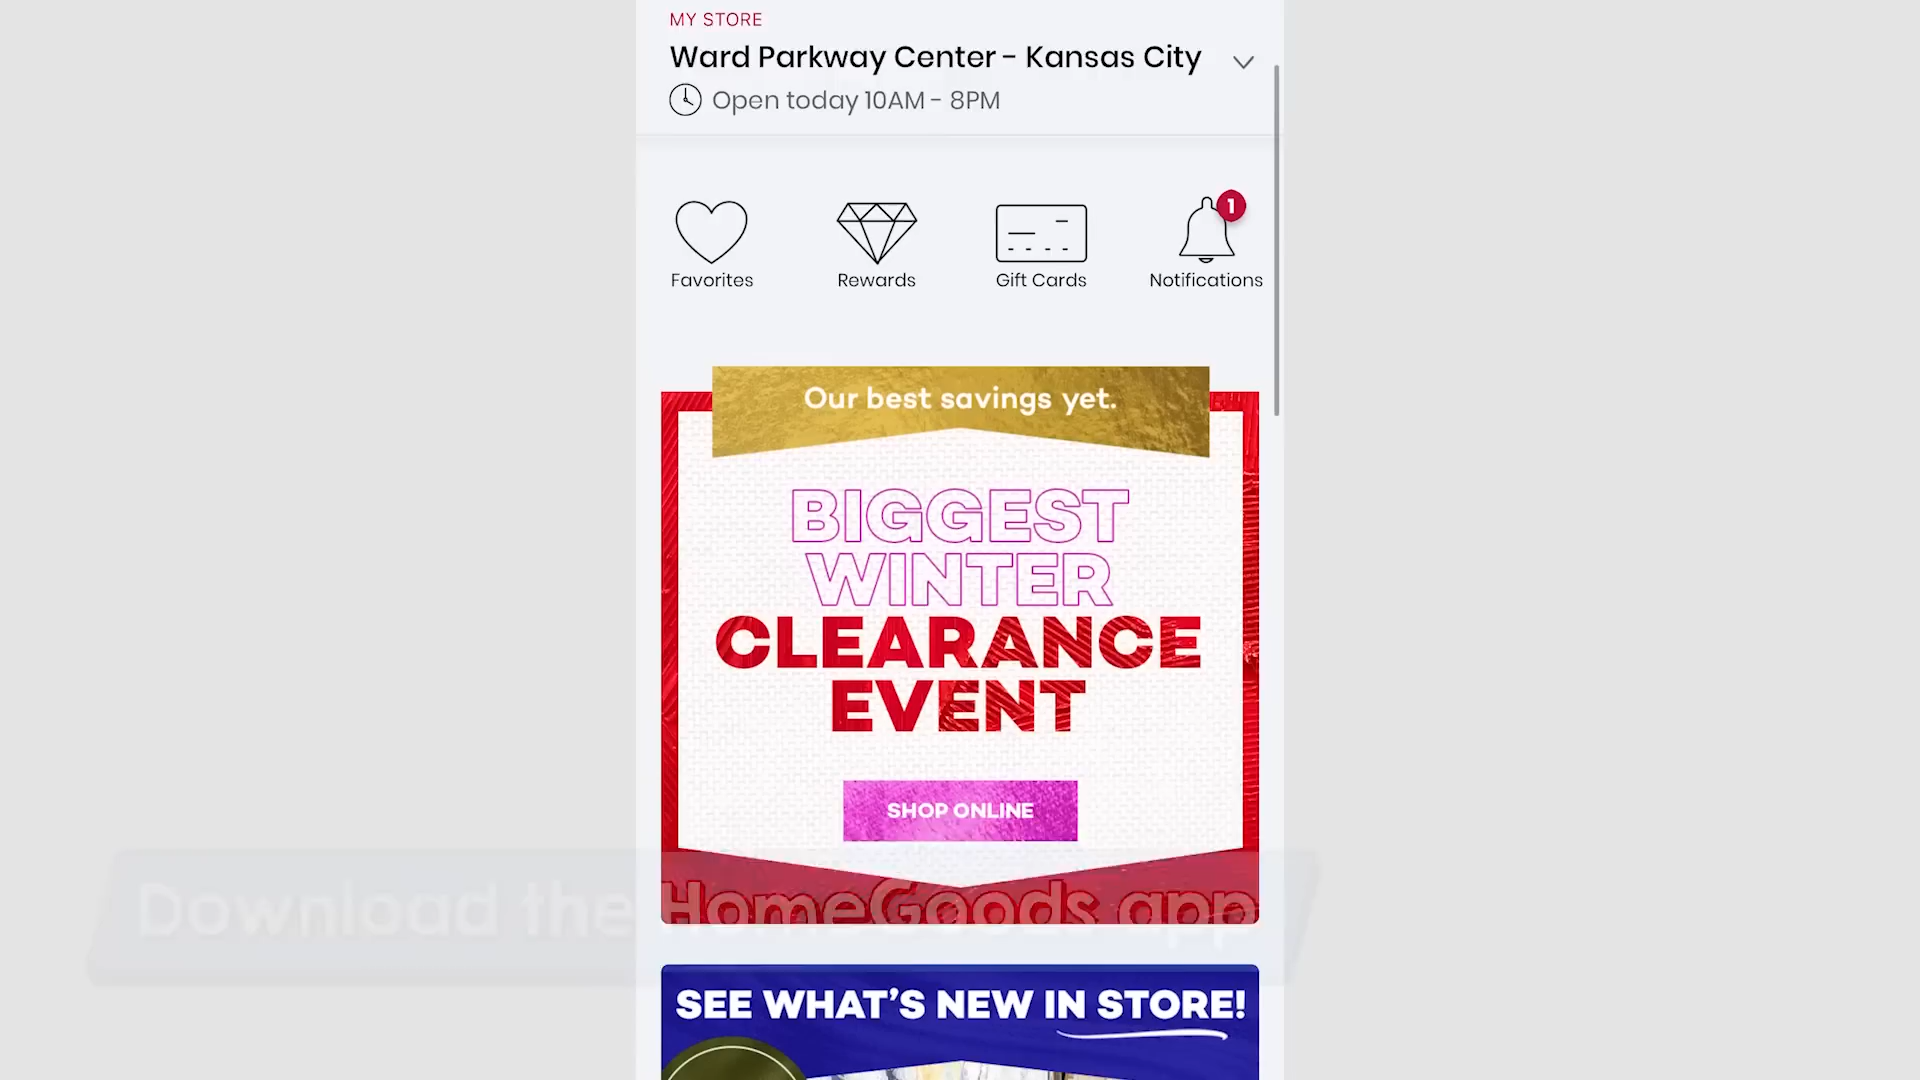 MY STORE
Ward Parkway Center - Kansas City
Open today 10AM - 8PM
1
Favorites
Rewards
Gift Cards
Notifications
Our best savings yet.
BIGGEST
WINTER
CLEARANCE
EVENT
SHOP ONLINE
Download the HomeGoods app
SEE WHAT'S NEW IN STORE!